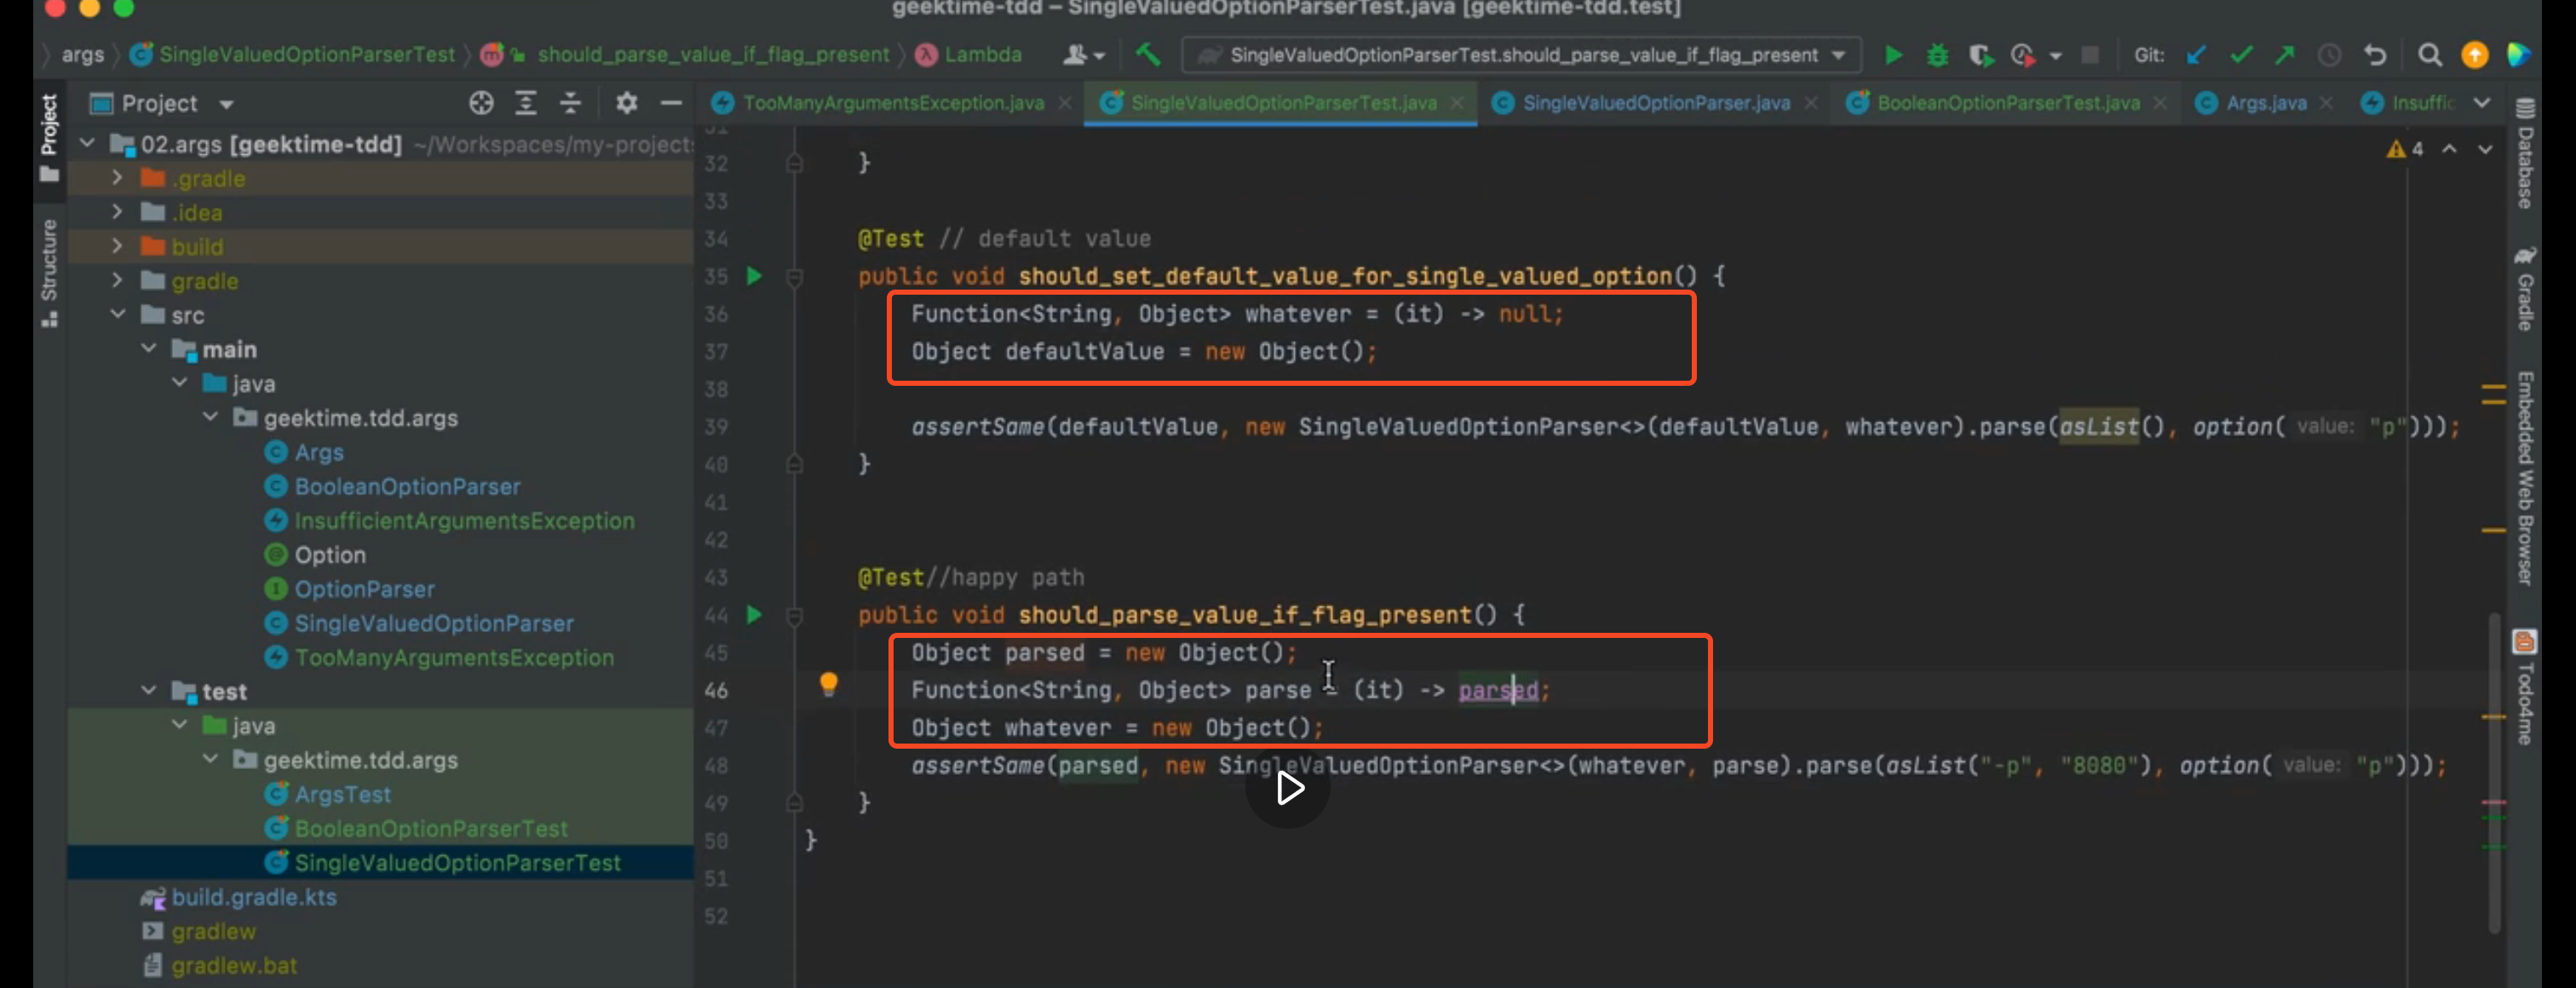 geektime-tdd – SingleValuedOptionParserTest.java [geektime-tdd.test]
args SingleValuedOptionParserTest should_parse_value_if_flag_present Lambda SingleValuedOptionParserTest.should_parse_value_if_flag_present Git:
Project TooManyArgumentsException.java SingleValuedOptionParserTest.java SingleValuedOptionParser.java BooleanOptionParserTest.java Args.java Insuffic
Project
Structure
02.args [geektime-tdd] ~/Workspaces/my-project
.gradle
.idea
build
gradle
src
main
java
geektime.tdd.args
Args
BooleanOptionParser
InsufficientArgumentsException
Option
OptionParser
SingleValuedOptionParser
TooManyArgumentsException
test
java
geektime.tdd.args
ArgsTest
BooleanOptionParserTest
SingleValuedOptionParserTest
build.gradle.kts
gradlew
gradlew.bat
31
32 }
33
34 @Test // default value
35 public void should_set_default_value_for_single_valued_option() {
36 Function<String, Object> whatever = (it) -> null;
37 Object defaultValue = new Object();
38
39 assertSame(defaultValue, new SingleValuedOptionParser<>(defaultValue, whatever).parse(asList(), option( value: "p")));
40 }
41
42
43 @Test//happy path
44 public void should_parse_value_if_flag_present() {
45 Object parsed = new Object();
46 Function<String, Object> parse = (it) -> parsed;
47 Object whatever = new Object();
48 assertSame(parsed, new SingleValuedOptionParser<>(whatever, parse).parse(asList("-p", "8080"), option( value: "p")));
49 }
50 }
51
52
4
Database
Gradle
Embedded Web Browser
Todo4me